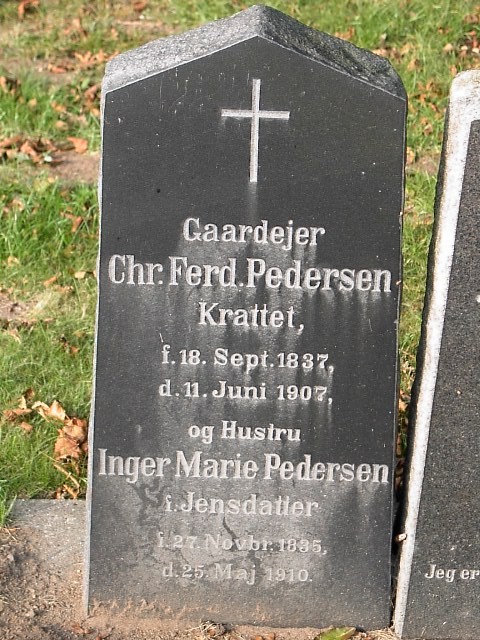 Gaardejer
Chr. Ferd. Pedersen
Krattet,
f. 18. Sept. 1837,
d. 11. Juni 1907,
og Hustru
Inger Marie Pedersen
f. Jensdatter
f. 27. Novbr. 1835,
d. 25. Maj 1910.
Jeg er